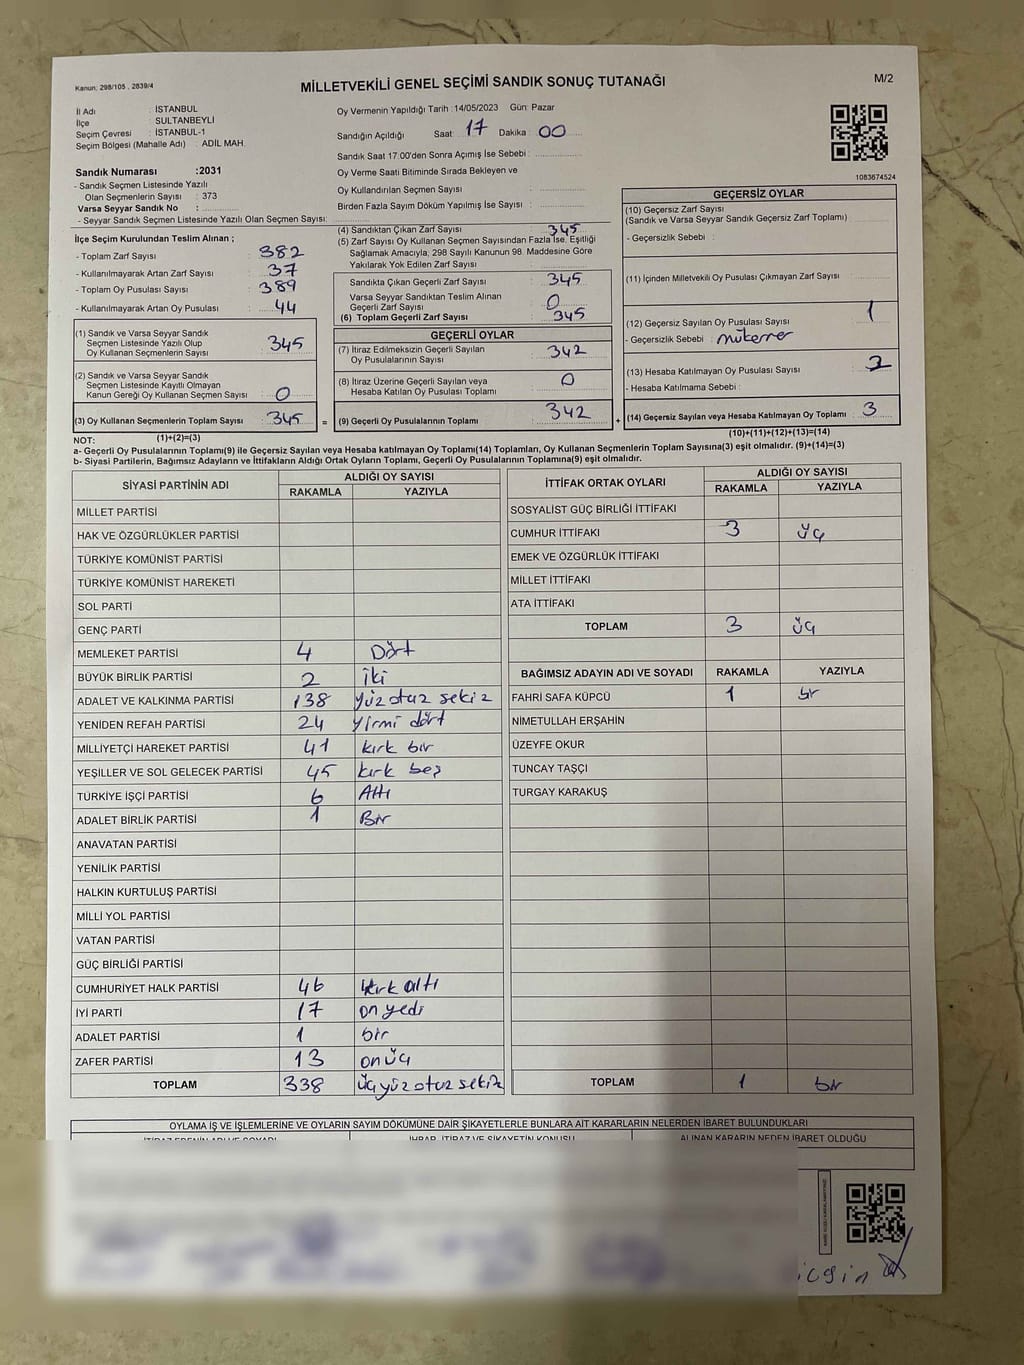 Kanun: 298/105 , 2839/4
MİLLETVEKİLİ GENEL SEÇİMİ SANDIK SONUÇ TUTANAĞI
M/2
İl Adı : İSTANBUL
İlçe : SULTANBEYLİ
Seçim Çevresi : İSTANBUL-1
Seçim Bölgesi (Mahalle Adı) : ADİL MAH.
Oy Vermenin Yapıldığı Tarih :14/05/2023 Gün: Pazar
Sandığın Açıldığı Saat: 17 Dakika : 00
Sandık Saat 17.00'den Sonra Açımış İse Sebebi :
Oy Verme Saati Bitiminde Sırada Bekleyen ve
Oy Kullandırılan Seçmen Sayısı :
Birden Fazla Sayım Döküm Yapılmış İse Sayısı :
1083674524
Sandık Numarası :2031
- Sandık Seçmen Listesinde Yazılı
Olan Seçmenlerin Sayısı : 373
Varsa Seyyar Sandık No :
- Seyyar Sandık Seçmen Listesinde Yazılı Olan Seçmen Sayısı:
İlçe Seçim Kurulundan Teslim Alınan ;
- Toplam Zarf Sayısı : 382
- Kullanılmayarak Artan Zarf Sayısı : 37
- Toplam Oy Pusulası Sayısı : 389
- Kullanılmayarak Artan Oy Pusulası : 44
(1) Sandık ve Varsa Seyyar Sandık
Seçmen Listesinde Yazılı Olup
Oy Kullanan Seçmenlerin Sayısı : 345
(2) Sandık ve Varsa Seyyar Sandık
Seçmen Listesinde Kayıtlı Olmayan
Kanun Gereği Oy Kullanan Seçmen Sayısı : 0
(3) Oy Kullanan Seçmenlerin Toplam Sayısı : 345
=
(1)+(2)=(3)
(4) Sandıktan Çıkan Zarf Sayısı : 345
(5) Zarf Sayısı Oy Kullanan Seçmen Sayısından Fazla İse, Eşitliği
Sağlamak Amacıyla; 298 Sayılı Kanunun 98. Maddesine Göre
Yakılarak Yok Edilen Zarf Sayısı :
Sandıkta Çıkan Geçerli Zarf Sayısı : 345
Varsa Seyyar Sandıktan Teslim Alınan
Geçerli Zarf Sayısı : 0
(6) Toplam Geçerli Zarf Sayısı : 345
GEÇERLİ OYLAR
(7) İtiraz Edilmeksizin Geçerli Sayılan
Oy Pusulalarının Sayısı : 342
(8) İtiraz Üzerine Geçerli Sayılan veya
Hesaba Katılan Oy Pusulası Toplamı : 0
(9) Geçerli Oy Pusulalarının Toplamı : 342
+
GEÇERSİZ OYLAR
(10) Geçersiz Zarf Sayısı
(Sandık ve Varsa Seyyar Sandık Geçersiz Zarf Toplamı)
- Geçersizlik Sebebi :
(11) İçinden Milletvekili Oy Pusulası Çıkmayan Zarf Sayısı
(12) Geçersiz Sayılan Oy Pusulası Sayısı 1
- Geçersizlik Sebebi : mükerrer
(13) Hesaba Katılmayan Oy Pusulası Sayısı 2
- Hesaba Katılmama Sebebi :
(14) Geçersiz Sayılan veya Hesaba Katılmayan Oy Toplamı : 3
(10)+(11)+(12)+(13)=(14)
NOT:
a- Geçerli Oy Pusulalarının Toplamı(9) ile Geçersiz Sayılan veya Hesaba katılmayan Oy Toplamı(14) Toplamları, Oy Kullanan Seçmenlerin Toplam Sayısına(3) eşit olmalıdır. (9)+(14)=(3)
b- Siyasi Partilerin, Bağımsız Adayların ve İttifakların Aldığı Ortak Oyların Toplamı, Geçerli Oy Pusulalarının Toplamına(9) eşit olmalıdır.
SİYASİ PARTİNİN ADI ALDIĞI OY SAYISI
RAKAMLA YAZIYLA
MİLLET PARTİSİ
HAK VE ÖZGÜRLÜKLER PARTİSİ
TÜRKİYE KOMÜNİST PARTİSİ
TÜRKİYE KOMÜNİST HAREKETİ
SOL PARTİ
GENÇ PARTİ
MEMLEKET PARTİSİ 4 Dört
BÜYÜK BİRLİK PARTİSİ 2 İki
ADALET VE KALKINMA PARTİSİ 138 yüz otuz sekiz
YENİDEN REFAH PARTİSİ 24 yirmi dört
MİLLİYETÇİ HAREKET PARTİSİ 41 kırk bir
YEŞİLLER VE SOL GELECEK PARTİSİ 45 kırk beş
TÜRKİYE İŞÇİ PARTİSİ 6 Altı
ADALET BİRLİK PARTİSİ 1 Bir
ANAVATAN PARTİSİ
YENİLİK PARTİSİ
HALKIN KURTULUŞ PARTİSİ
MİLLİ YOL PARTİSİ
VATAN PARTİSİ
GÜÇ BİRLİĞİ PARTİSİ
CUMHURİYET HALK PARTİSİ 46 kırk altı
İYİ PARTİ 17 on yedi
ADALET PARTİSİ 1 bir
ZAFER PARTİSİ 13 on üç
TOPLAM 338 üç yüz otuz sekiz
İTTİFAK ORTAK OYLARI ALDIĞI OY SAYISI
RAKAMLA YAZIYLA
SOSYALİST GÜÇ BİRLİĞİ İTTİFAKI
CUMHUR İTTİFAKI 3 üç
EMEK VE ÖZGÜRLÜK İTTİFAKI
MİLLET İTTİFAKI
ATA İTTİFAKI
TOPLAM 3 üç
BAĞIMSIZ ADAYIN ADI VE SOYADI RAKAMLA YAZIYLA
FAHRİ SAFA KÜPCÜ 1 bir
NİMETULLAH ERŞAHİN
ÜZEYFE OKUR
TUNCAY TAŞÇI
TURGAY KARAKUŞ
TOPLAM 1 bir
OYLAMA İŞ VE İŞLEMLERİNE VE OYLARIN SAYIM DÖKÜMÜNE DAİR ŞİKAYETLERLE BUNLARA AİT KARARLARIN NELERDEN İBARET BULUNDUKLARI
İTİRAZ EDENİN ADI VE SOYADI İHBAR, İTİRAZ VE ŞİKAYETİN KONUSU ALINAN KARARIN NEDEN İBARET OLDUĞU